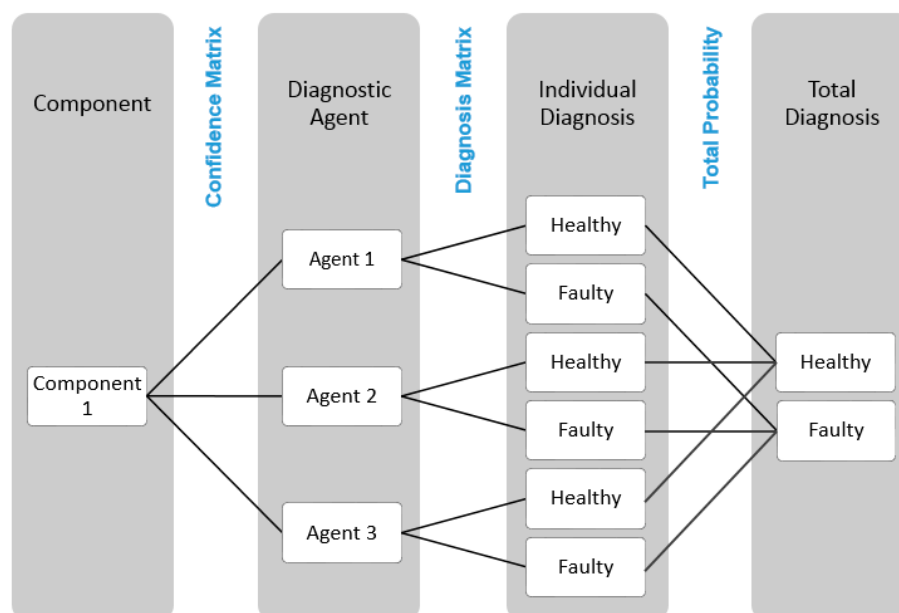 Component
Confidence Matrix
Diagnostic
Agent
Diagnosis Matrix
Individual
Diagnosis
Total Probability
Total
Diagnosis
Component
1
Agent 1
Agent 2
Agent 3
Healthy
Faulty
Healthy
Faulty
Healthy
Faulty
Healthy
Faulty